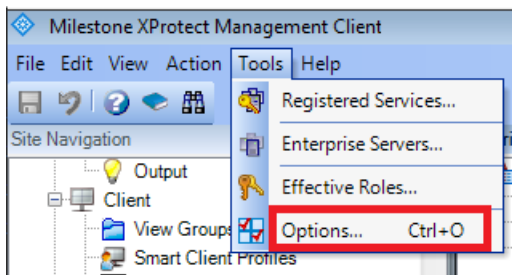 Milestone XProtect Management Client
File Edit View Action Tools Help
Registered Services...
Site Navigation
Enterprise Servers...
Output
Effective Roles...
Client
View Groups
Options... Ctrl+O
Smart Client Profiles